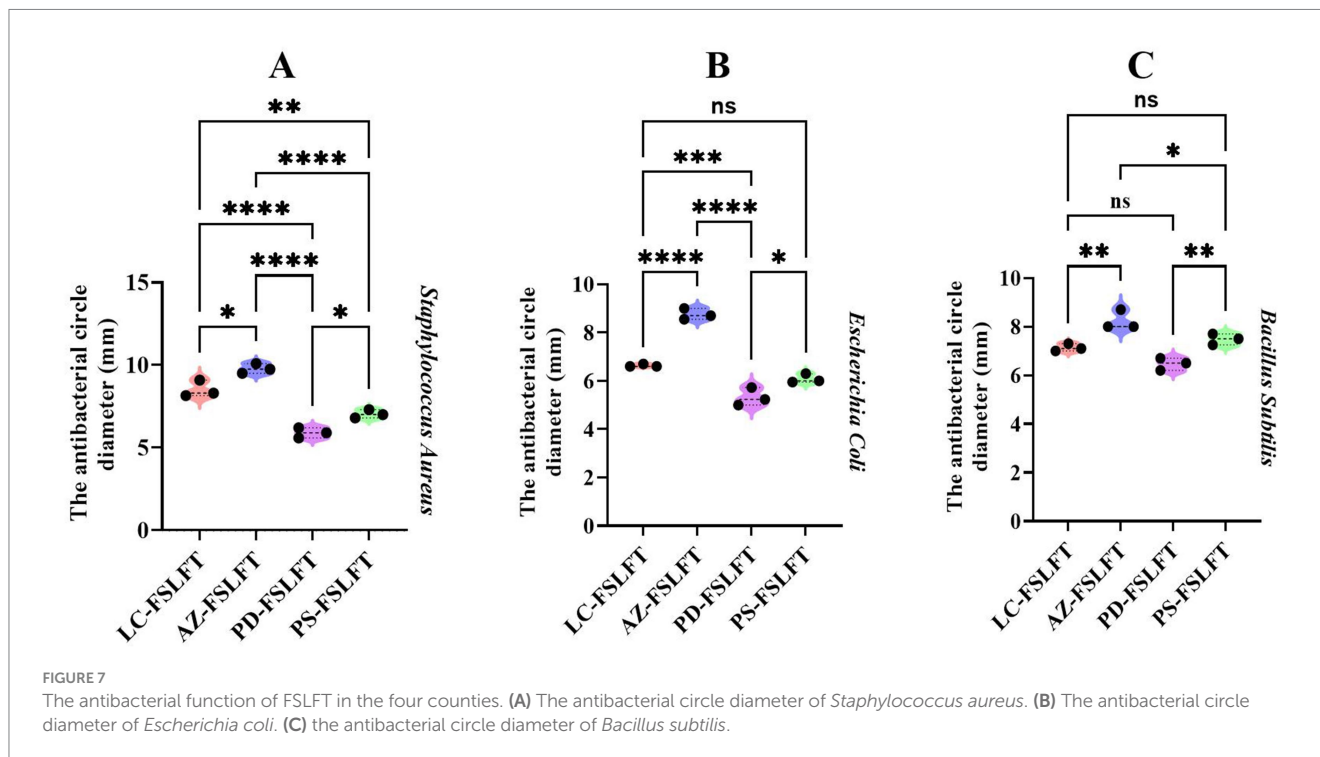 A
**
****
****
****
*
*
15
10
5
0
The antibacterial circle
diameter (mm)
Staphylococcus Aureus
LC-FSLFT
AZ-FSLFT
PD-FSLFT
PS-FSLFT
B
ns
***
****
****
*
10
8
6
4
2
0
The antibacterial circle
diameter (mm)
Escherichia Coli
LC-FSLFT
AZ-FSLFT
PD-FSLFT
PS-FSLFT
C
ns
*
ns
**
**
10
8
6
4
2
0
The antibacterial circle
diameter (mm)
Bacillus Subtilis
LC-FSLFT
AZ-FSLFT
PD-FSLFT
PS-FSLFT
FIGURE 7
The antibacterial function of FSLFT in the four counties. (A) The antibacterial circle diameter of Staphylococcus aureus. (B) The antibacterial circle
diameter of Escherichia coli. (C) the antibacterial circle diameter of Bacillus subtilis.